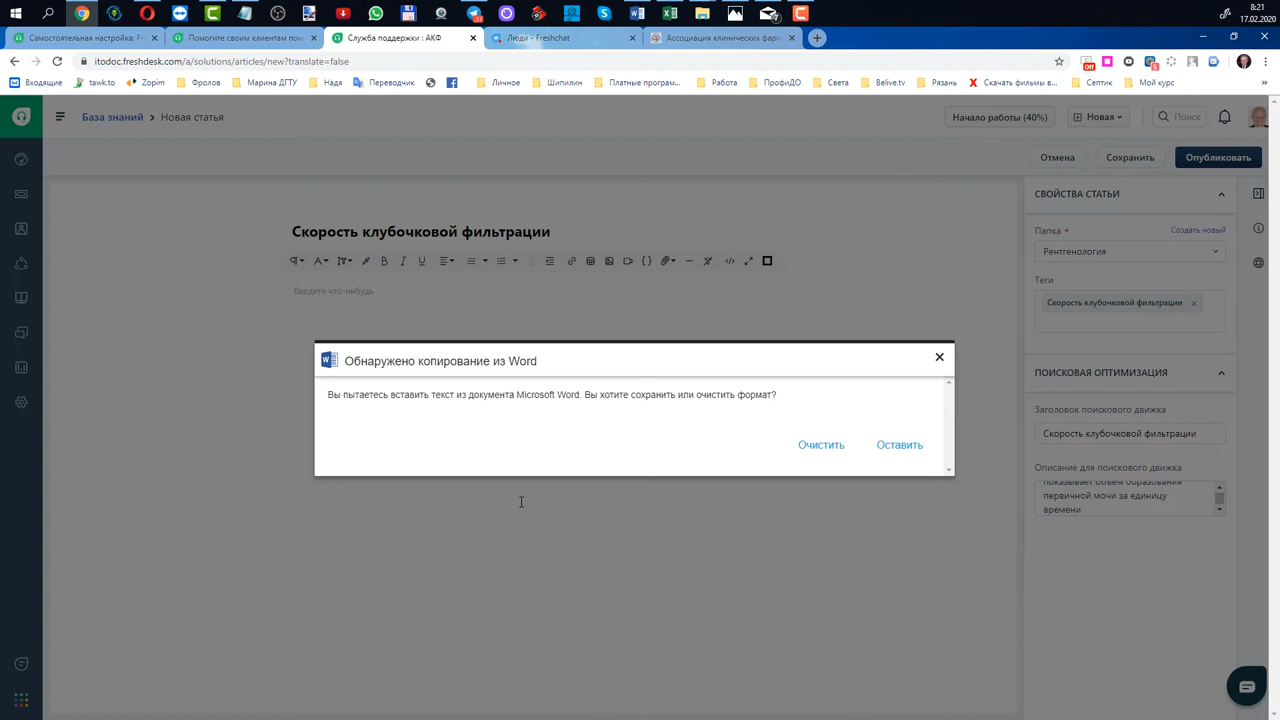 8:21
17.02.2020
Самостоятельная настройка: Fr
Помогите своим клиентам пом
Служба поддержки : АКФ
Люди - Freshchat
Ассоциация клинических фарм
itodoc.freshdesk.com/a/solutions/articles/new?translate=false
Входящие tawk.to Zopim Фролов Марина ДГТУ Надя Переводчик Личное Шипилин Платные програм... Работа ПрофиДО Света Belive.tv Рязань Скачать фильмы в... Септик Мой курс
База знаний > Новая статья
Начало работы (40%)
Новая
Поиск
Отмена
Сохранить
Опубликовать
СВОЙСТВА СТАТЬИ
Скорость клубочковой фильтрации
Папка *
Создать новый
Рентгенология
Введите что-нибудь
Теги
Скорость клубочковой фильтрации ×
Обнаружено копирование из Word
Вы пытаетесь вставить текст из документа Microsoft Word. Вы хотите сохранить или очистить формат?
Очистить
Оставить
ПОИСКОВАЯ ОПТИМИЗАЦИЯ
Заголовок поискового движка
Скорость клубочковой фильтрации
Описание для поискового движка
показывает объем образования
первичной мочи за единицу
времени